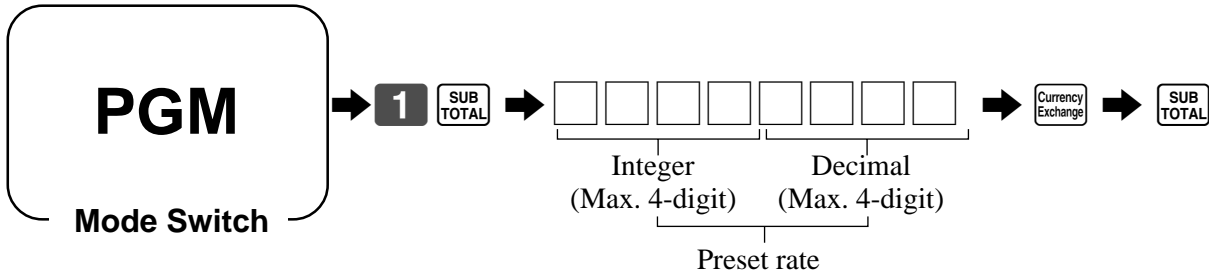 PGM
Mode Switch
1
SUB
TOTAL
Integer
(Max. 4-digit)
Decimal
(Max. 4-digit)
Preset rate
Currency
Exchange
SUB
TOTAL